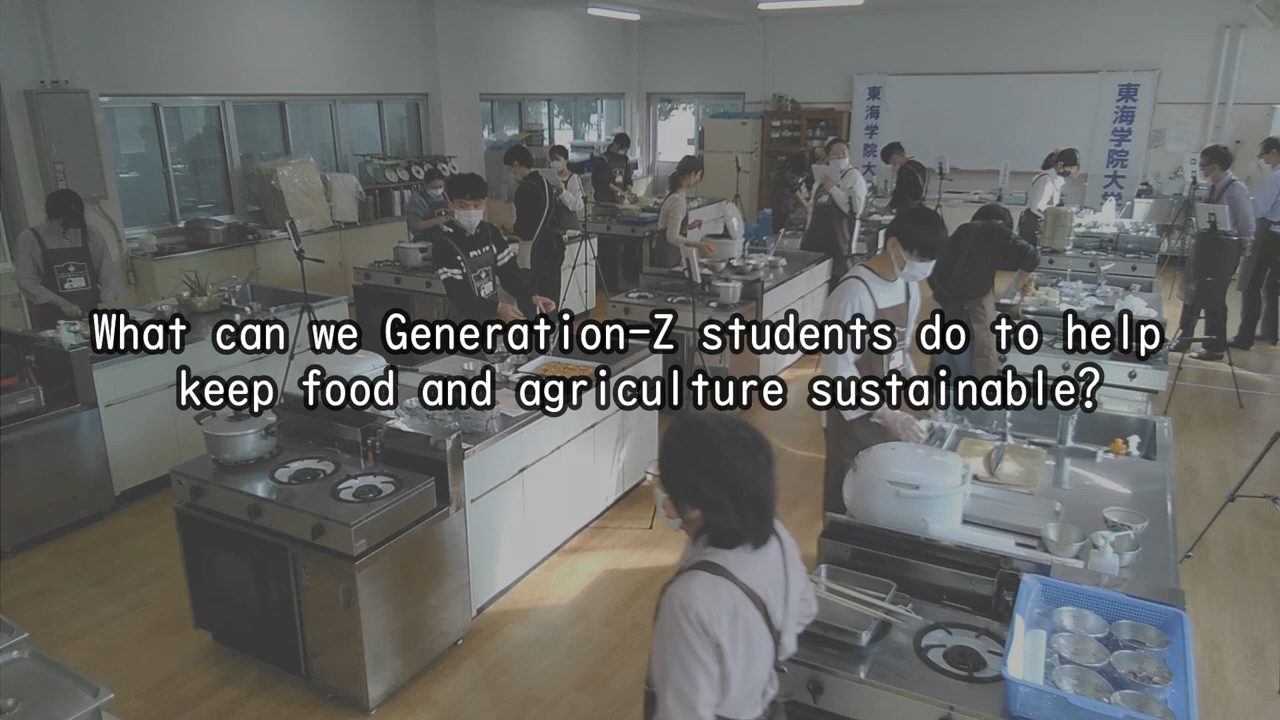 東海学院大
東海学院大学
What can we Generation-Z students do to help
keep food and agriculture sustainable?